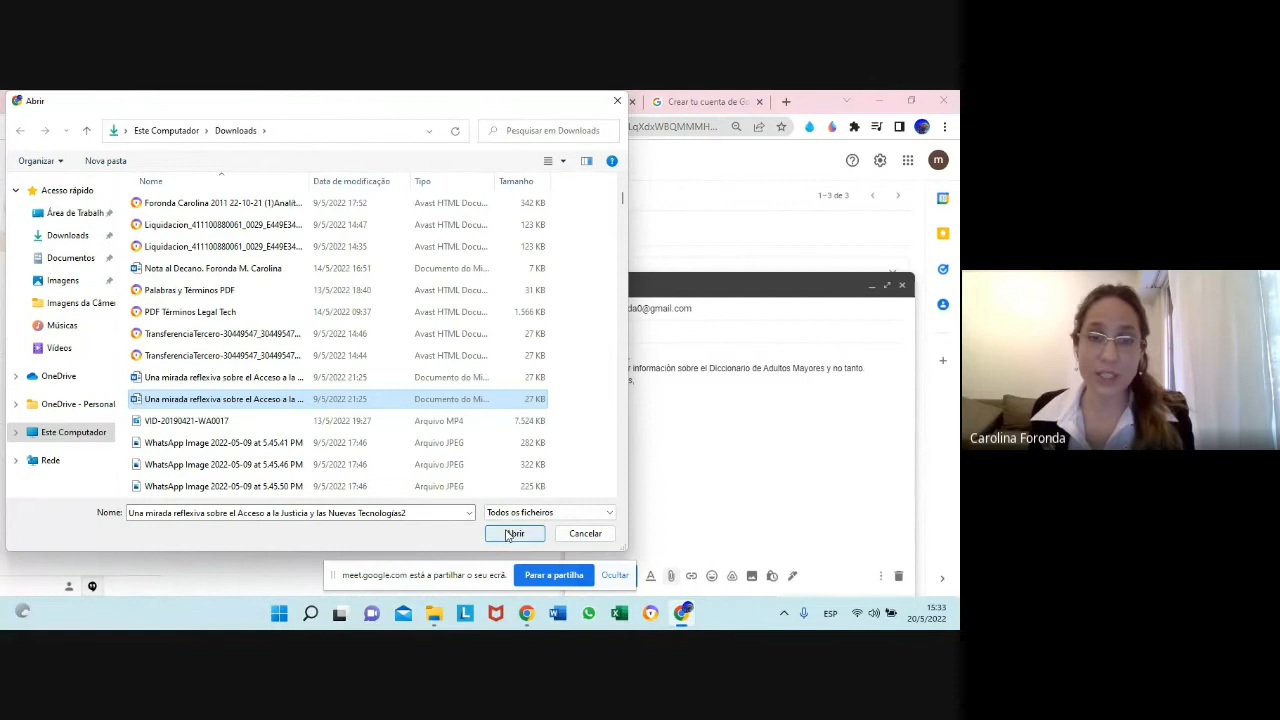 Abrir
Crear tu cuenta de Go
Este Computador
Downloads
Pesquisar em Downloads
LqXdxWBQMMMH...
Organizar
Nova pasta
m
Nome
Data de modificação
Tipo
Tamanho
1–3 de 3
Acesso rápido
Área de Trabalh
Downloads
Documentos
Imagens
Imagens da Câmer
Músicas
Vídeos
OneDrive
OneDrive - Personal
Este Computador
Rede
Foronda Carolina 2011 22-10-21 (1)Analít... 9/5/2022 17:52 Avast HTML Docu... 342 KB
Liquidacion_411100880061_0029_E449E34... 9/5/2022 14:47 Avast HTML Docu... 123 KB
Liquidacion_411100880061_0029_E449E34... 9/5/2022 14:35 Avast HTML Docu... 123 KB
Nota al Decano. Foronda M. Carolina 14/5/2022 16:51 Documento do Mi... 7 KB
Palabras y Términos PDF 13/5/2022 18:40 Avast HTML Docu... 31 KB
PDF Términos Legal Tech 14/5/2022 09:37 Avast HTML Docu... 1.566 KB
TransferenciaTercero-30449547_30449547... 9/5/2022 14:46 Avast HTML Docu... 27 KB
TransferenciaTercero-30449547_30449547... 9/5/2022 14:44 Avast HTML Docu... 27 KB
Una mirada reflexiva sobre el Acceso a la ... 9/5/2022 21:25 Documento do Mi... 27 KB
Una mirada reflexiva sobre el Acceso a la ... 9/5/2022 21:25 Documento do Mi... 27 KB
VID-20190421-WA0017 13/5/2022 19:27 Arquivo MP4 7.524 KB
WhatsApp Image 2022-05-09 at 5.45.41 PM 9/5/2022 17:46 Arquivo JPEG 282 KB
WhatsApp Image 2022-05-09 at 5.45.46 PM 9/5/2022 17:46 Arquivo JPEG 322 KB
WhatsApp Image 2022-05-09 at 5.45.50 PM 9/5/2022 17:46 Arquivo JPEG 225 KB
Nome: Una mirada reflexiva sobre el Acceso a la Justicia y las Nuevas Tecnologías2
Todos os ficheiros
Abrir
Cancelar
da0@gmail.com
r información sobre el Diccionario de Adultos Mayores y no tanto.
s,
meet.google.com está a partilhar o seu ecrã.
Parar a partilha
Ocultar
ESP
15:33
20/5/2022
Carolina Foronda